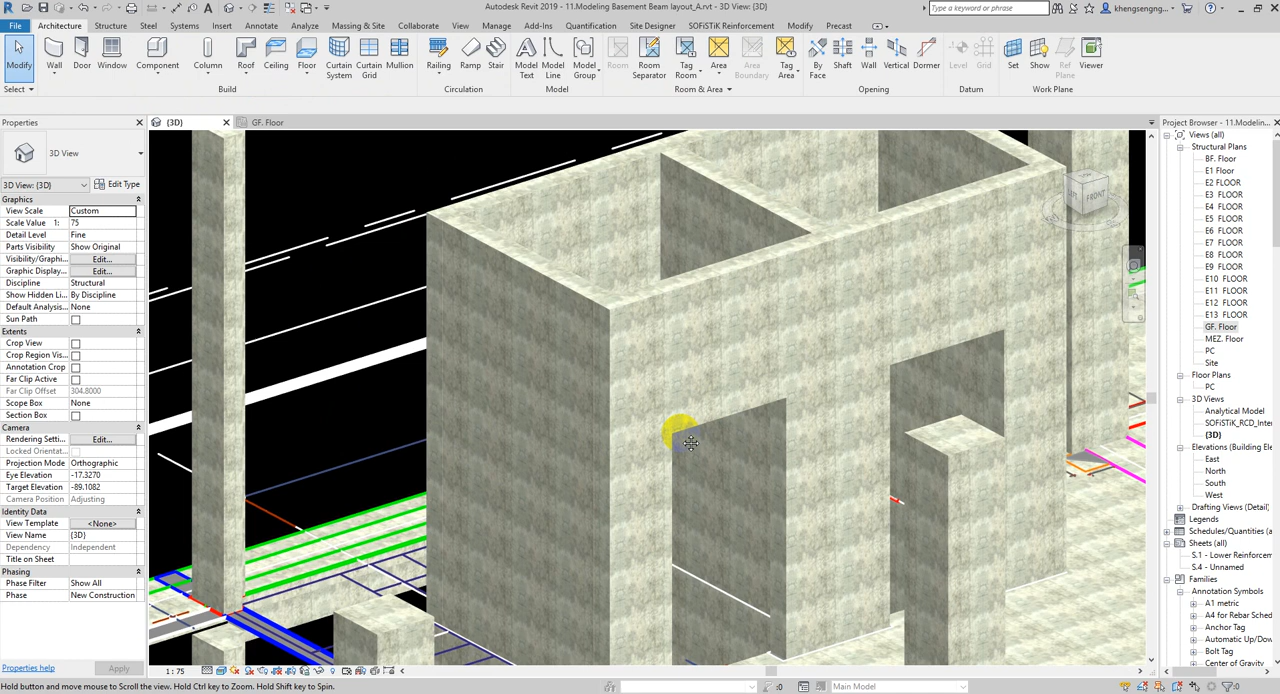 Autodesk Revit 2019 - 11.Modeling Basement Beam layout_A.rvt - 3D View: {3D}
Type a keyword or phrase
khengsengng...
File Architecture Structure Steel Systems Insert Annotate Analyze Massing & Site Collaborate View Manage Add-Ins Quantification Site Designer SOFiSTiK Reinforcement Modify Precast
Modify Wall Door Window Component Column Roof Ceiling Floor Curtain System Curtain Grid Mullion Railing Ramp Stair Model Text Model Line Model Group Room Room Separator Tag Room Area Area Boundary Tag Area By Face Shaft Wall Vertical Dormer Level Grid Set Show Ref Plane Viewer
Select Build Circulation Model Room & Area Opening Datum Work Plane
Properties
{3D}
GF. Floor
Project Browser - 11.Modelin...
3D View
3D View: {3D} Edit Type
Graphics
View Scale Custom
Scale Value 1: 75
Detail Level Fine
Parts Visibility Show Original
Visibility/Graphi... Edit...
Graphic Display... Edit...
Discipline Structural
Show Hidden Li... By Discipline
Default Analysis... None
Sun Path
Extents
Crop View
Crop Region Vis...
Annotation Crop
Far Clip Active
Far Clip Offset 304.8000
Scope Box None
Section Box
Camera
Rendering Setti... Edit...
Locked Orientat...
Projection Mode Orthographic
Eye Elevation -17.3270
Target Elevation -89.1082
Camera Position Adjusting
Identity Data
View Template <None>
View Name {3D}
Dependency Independent
Title on Sheet
Phasing
Phase Filter Show All
Phase New Construction
Properties help Apply
FRONT
Views (all)
Structural Plans
BF. Floor
E1 Floor
E2 FLOOR
E3 FLOOR
E4 FLOOR
E5 FLOOR
E6 FLOOR
E7 FLOOR
E8 FLOOR
E9 FLOOR
E10 FLOOR
E11 FLOOR
E12 FLOOR
E13 FLOOR
GF. Floor
MEZ. Floor
PC
Site
Floor Plans
PC
3D Views
Analytical Model
SOFiSTiK_RCD_Inte
{3D}
Elevations (Building Ele
East
North
South
West
Drafting Views (Detail)
Legends
Schedules/Quantities (a
Sheets (all)
S.1 - Lower Reinforcem
S.4 - Unnamed
Families
Annotation Symbols
A1 metric
A4 for Rebar Sched
Anchor Tag
Automatic Up/Dow
Bolt Tag
Center of Gravity
1 : 75
Hold button and move mouse to Scroll the view. Hold Ctrl key to Zoom. Hold Shift key to Spin.
:0
Main Model
:0